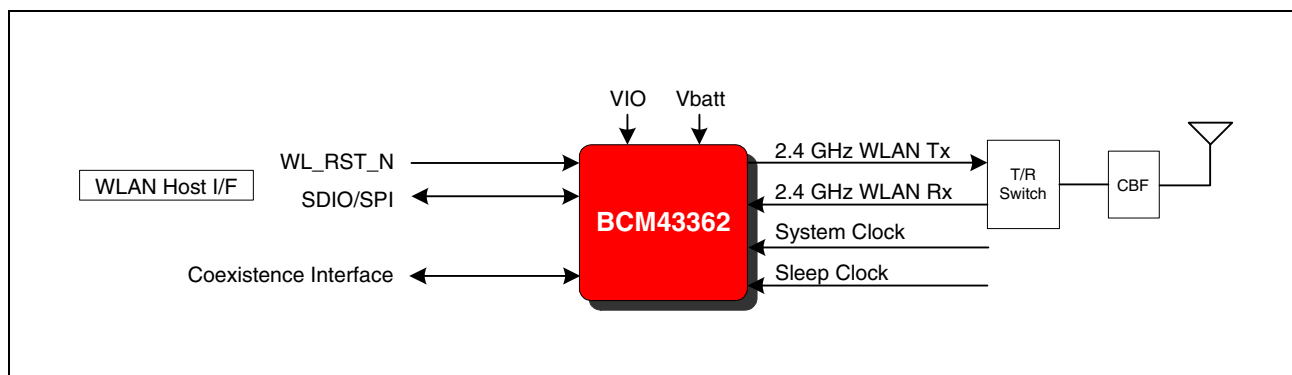 VIO
Vbatt
WL_RST_N
WLAN Host I/F
SDIO/SPI
Coexistence Interface
BCM43362
2.4 GHz WLAN Tx
2.4 GHz WLAN Rx
System Clock
Sleep Clock
T/R
Switch
CBF